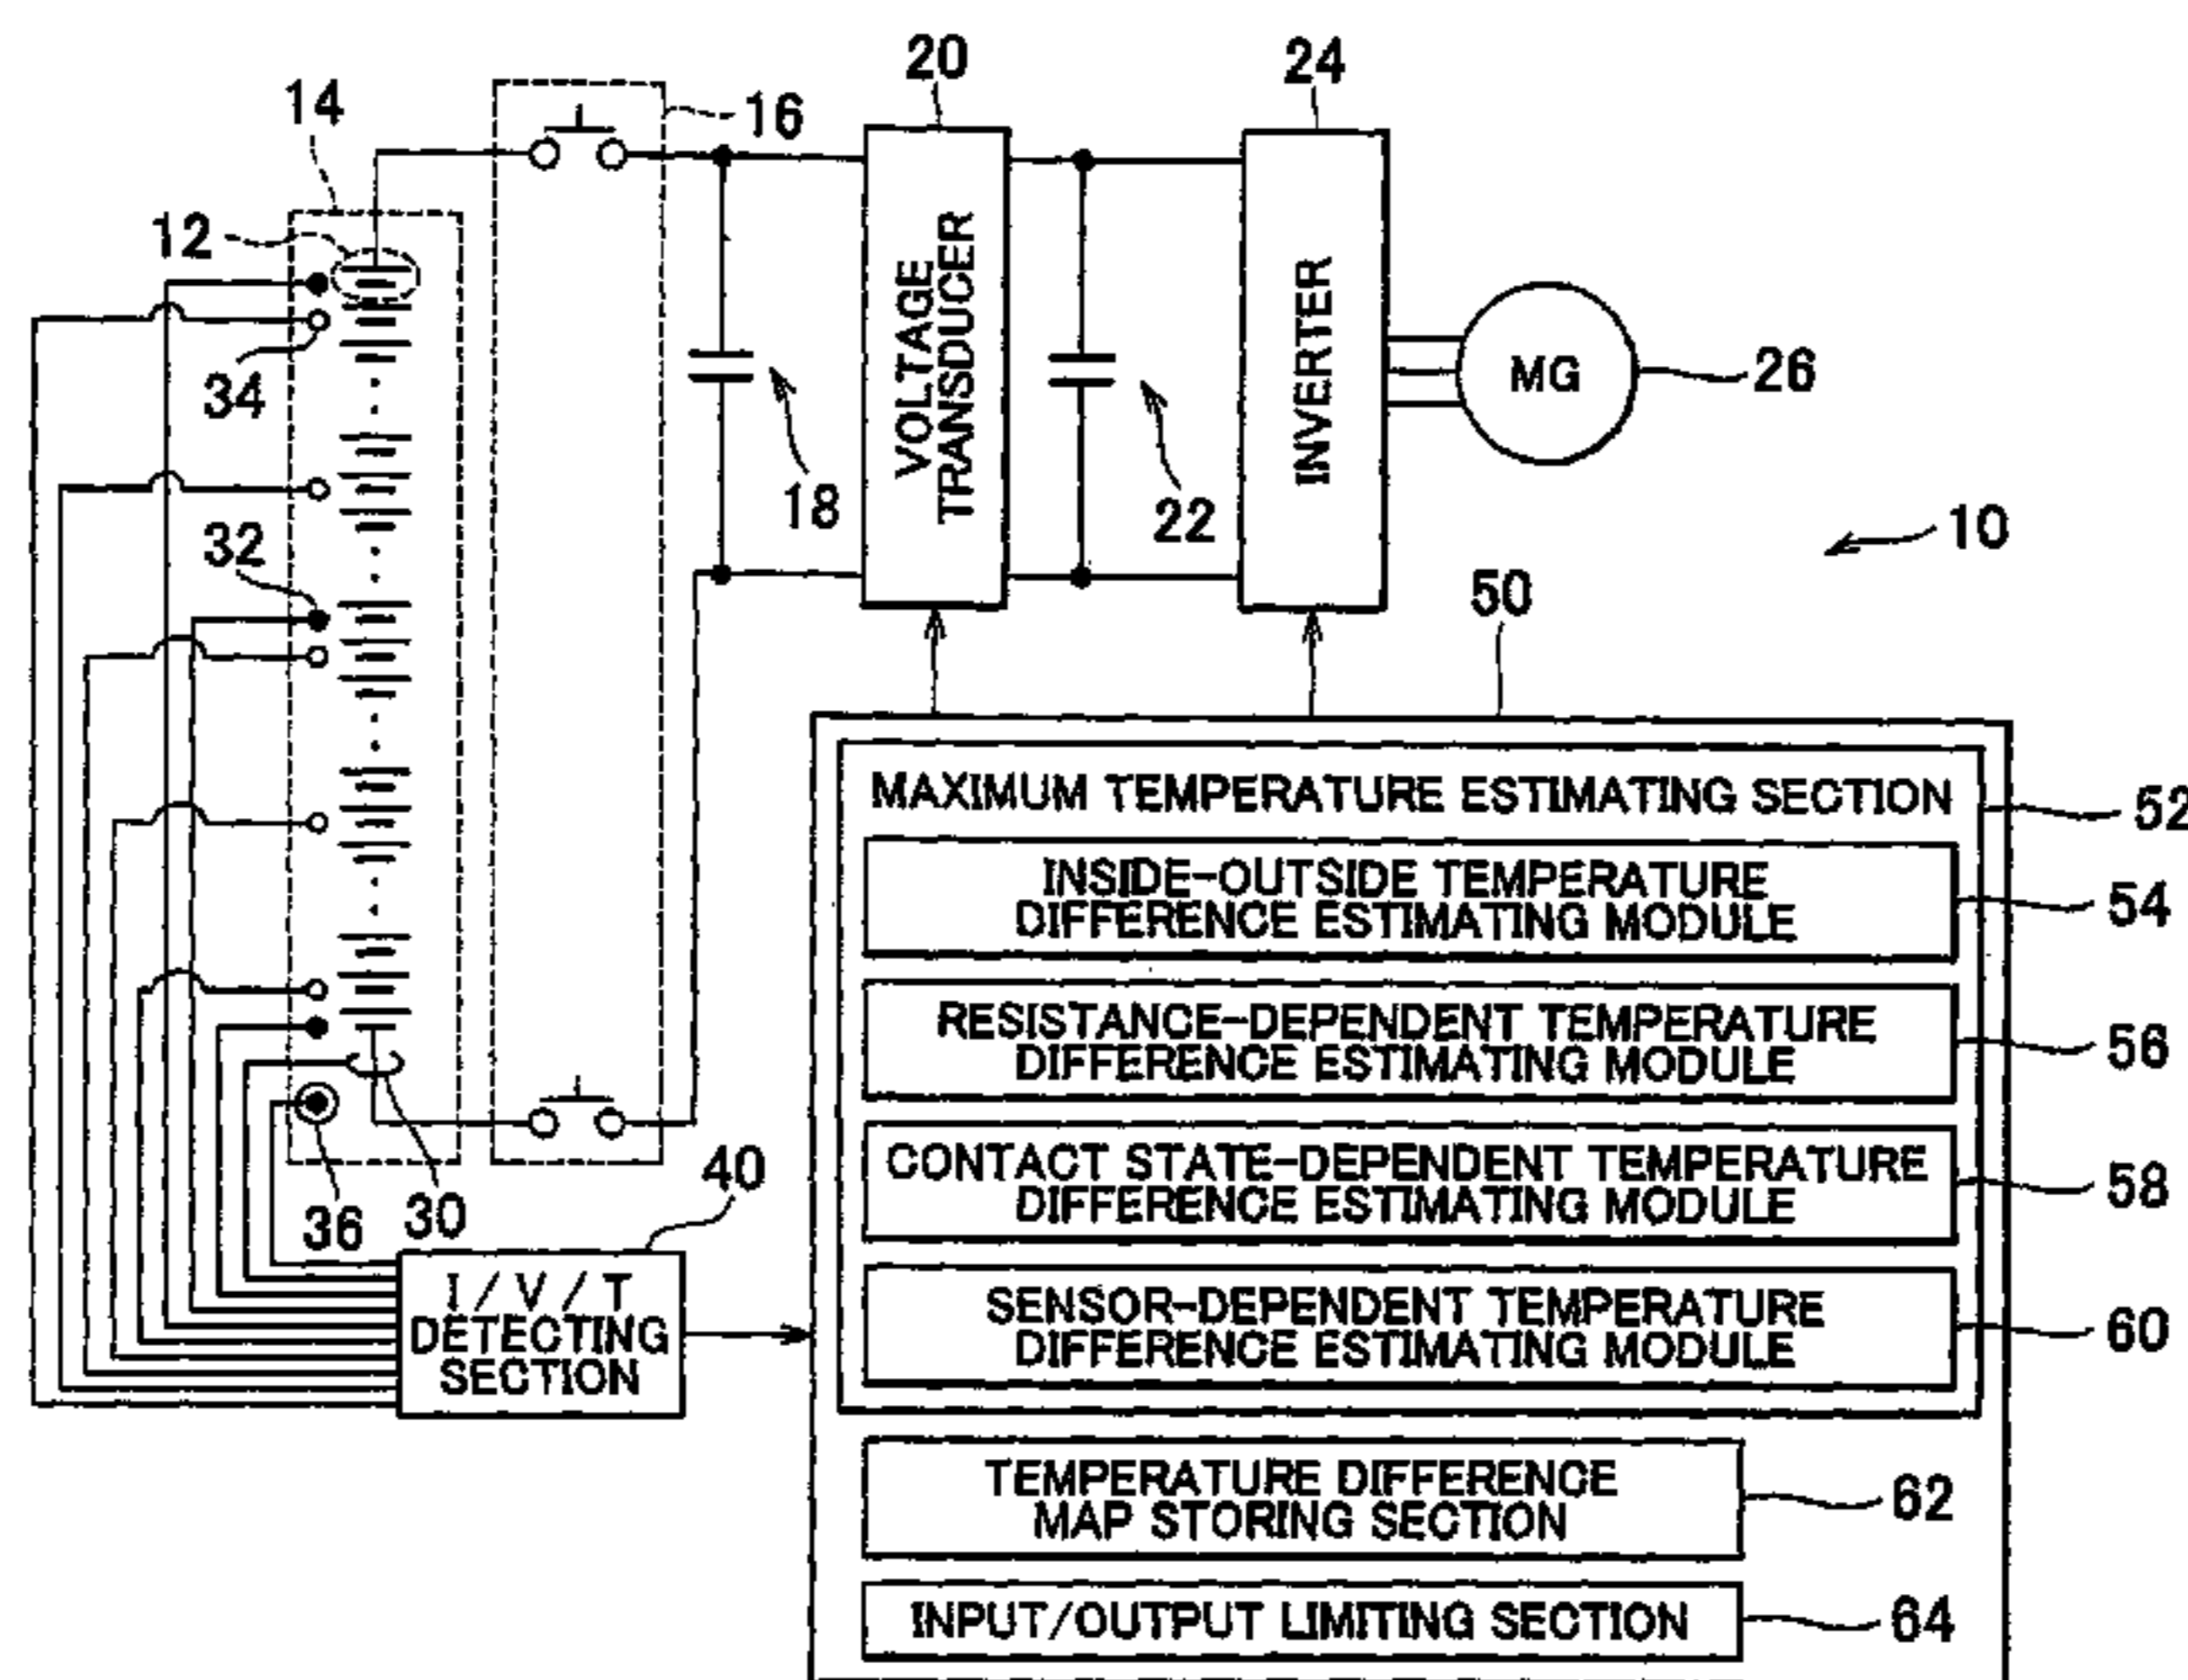 20
24
14
16
12
VOLTAGE
TRANSDUCER
INVERTER
MG
26
34
18
22
10
32
50
MAXIMUM TEMPERATURE ESTIMATING SECTION
52
INSIDE-OUTSIDE TEMPERATURE
DIFFERENCE ESTIMATING MODULE
54
RESISTANCE-DEPENDENT TEMPERATURE
DIFFERENCE ESTIMATING MODULE
56
CONTACT STATE-DEPENDENT TEMPERATURE
DIFFERENCE ESTIMATING MODULE
58
40
36
30
I / V / T
DETECTING
SECTION
SENSOR-DEPENDENT TEMPERATURE
DIFFERENCE ESTIMATING MODULE
60
TEMPERATURE DIFFERENCE
MAP STORING SECTION
62
INPUT/OUTPUT LIMITING SECTION
64